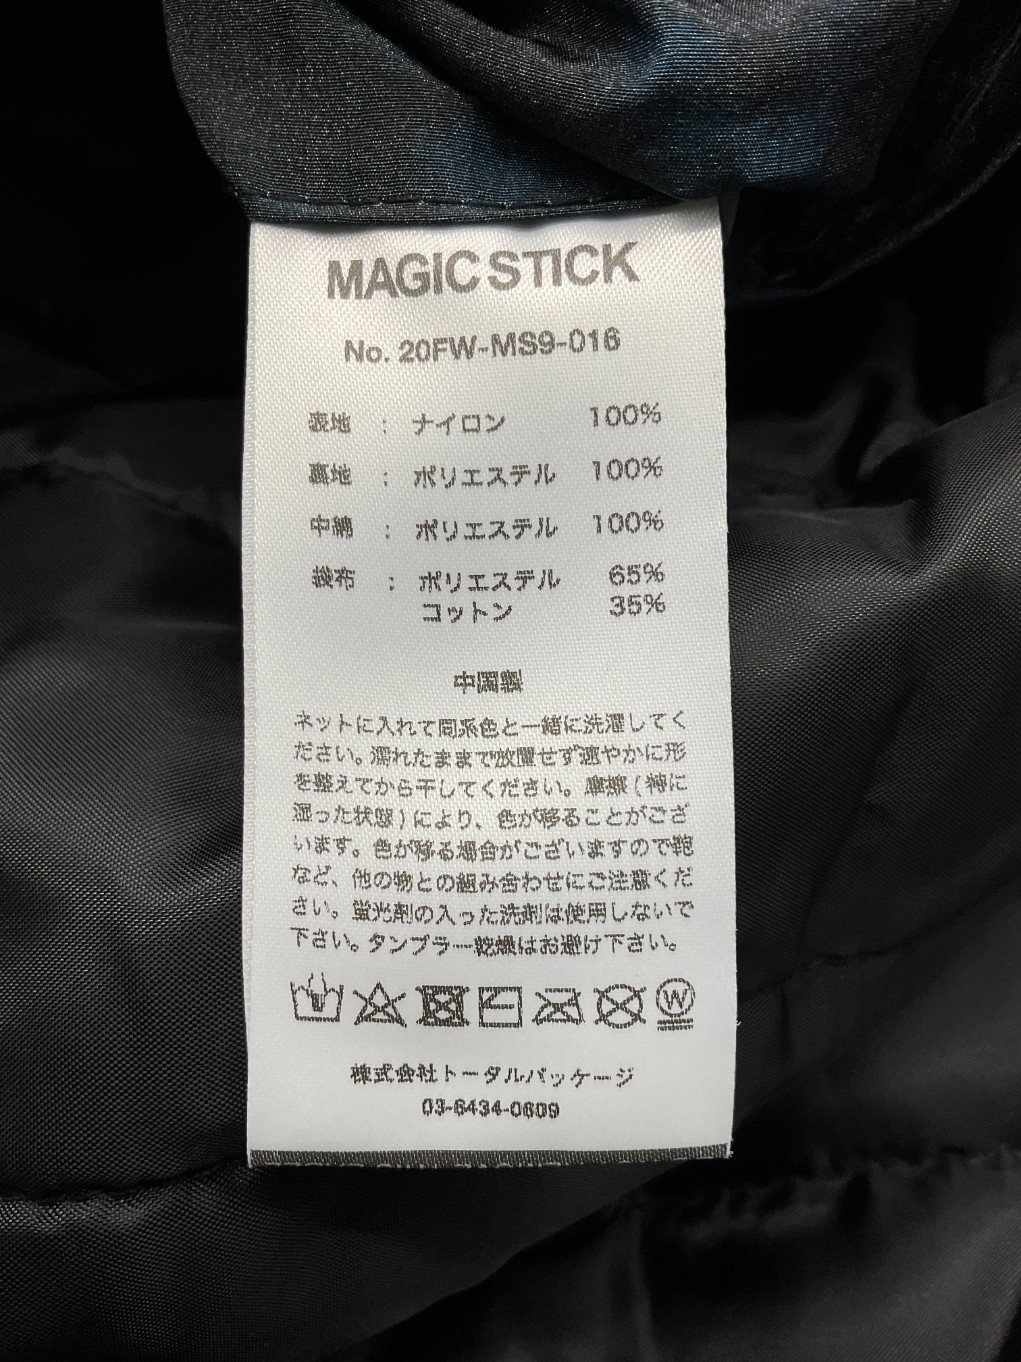 MAGIC STICK
No. 20FW-MS9-016
表地 : ナイロン 100%
裏地 : ポリエステル 100%
中綿 : ポリエステル 100%
袋布 : ポリエステル 65%
コットン 35%
中国製
ネットに入れて同系色と一緒に洗濯してく
ださい。濡れたままで放置せず速やかに形
を整えてから干してください。摩擦(特に
湿った状態)により、色が移ることがござ
います。色が移る場合がございますので鞄
など、他の物との組み合わせにご注意くだ
さい。蛍光剤の入った洗剤は使用しないで
下さい。タンブラー乾燥はお避け下さい。
W
株式会社トータルパッケージ
03-6434-0609